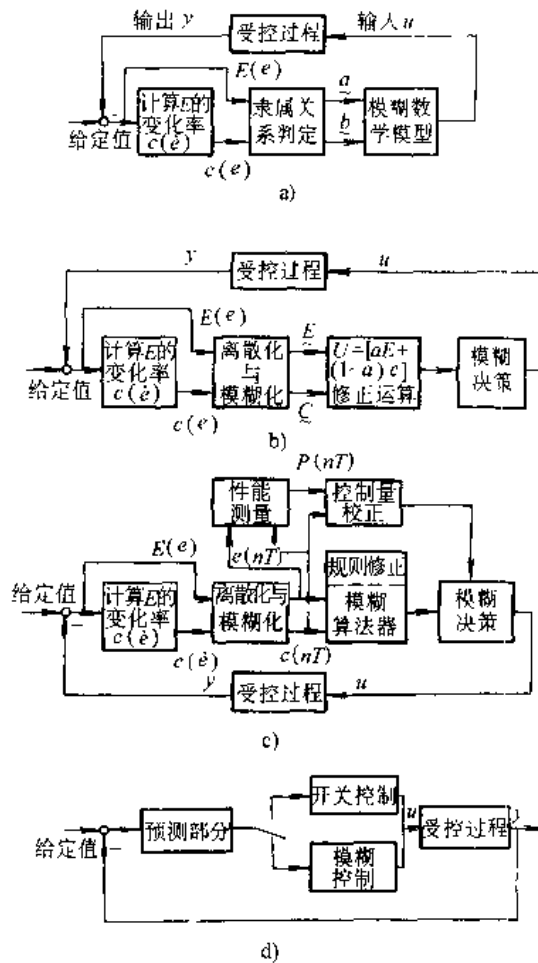 输出 y
受控过程
输入 u
E(e)
计算E的
变化率
c(ė)
隶属关
系判定
a
b
模糊数
学模型
给定值
c(e)
a)
y
受控过程
u
E(e)
计算E的
变化率
c(ė)
离散化
与
模糊化
E
C
U=[aE+
(1-a)c]
修正运算
模糊
决策
给定值
c(e)
b)
P(nT)
性能
测量
控制量
校正
E(e)
e(nT)
给定值
计算E的
变化率
c(ė)
离散化与
模糊化
规则修正
模糊
算法器
模糊
决策
c(ė)
c(nT)
y
受控过程
u
c)
开关控制
预测部分
u
受控过程
y
给定值
模糊
控制
d)